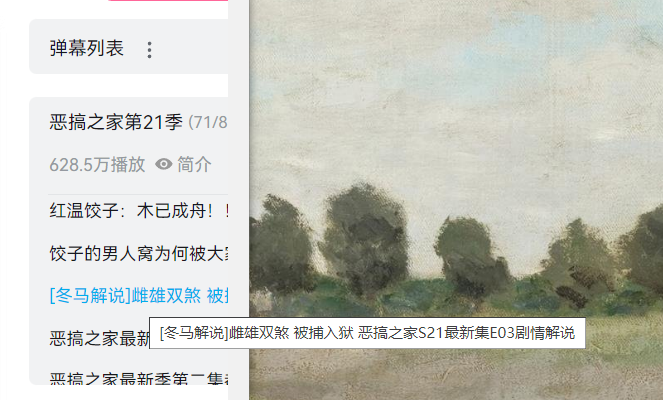 弹幕列表
恶搞之家第21季 (71/8
628.5万播放 简介
红温饺子：木已成舟！！
饺子的男人窝为何被大
[冬马解说]雌雄双煞 被
恶搞之家最新
[冬马解说]雌雄双煞 被捕入狱 恶搞之家S21最新集E03剧情解说
恶搞之家最新季第二集